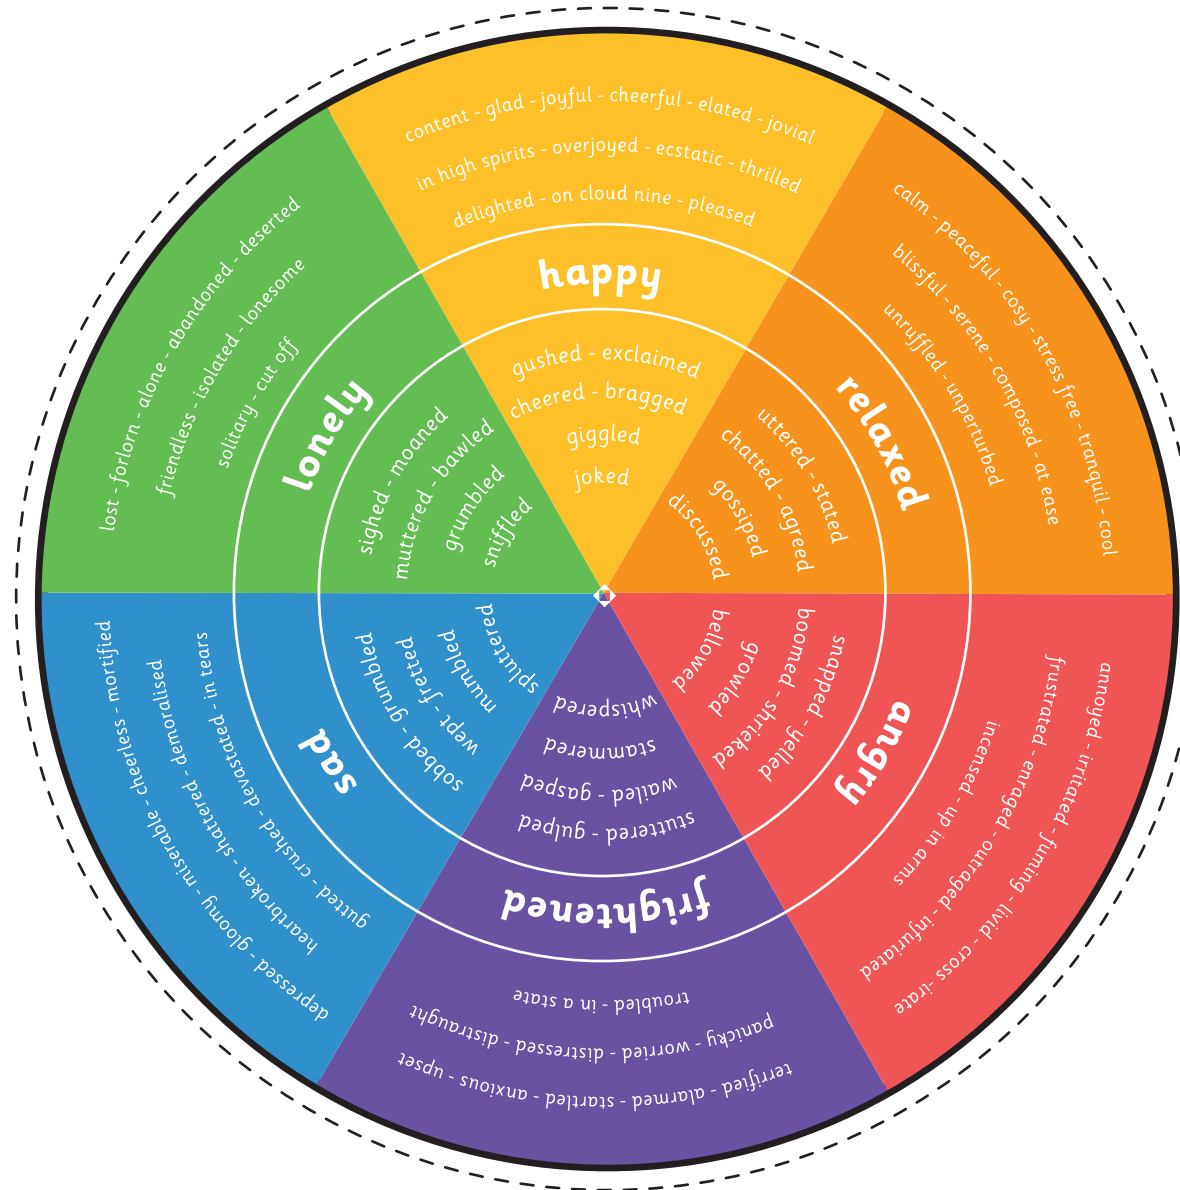 content - glad - joyful - cheerful - elated - jovial
in high spirits - overjoyed - ecstatic - thrilled
delighted - on cloud nine - pleased
happy
gushed - exclaimed
cheered - bragged
giggled
joked
calm - peaceful - cosy - stress free - tranquil - cool
blissful - serene - composed - at ease
unruffled - unperturbed
relaxed
uttered - stated
chatted - agreed
gossiped
discussed
annoyed - irritated - fuming - livid - cross -irate
frustrated - enraged - outraged - infuriated
incensed - up in arms
angry
snapped - yelled
boomed - shrieked
growled
bellowed
terrified - alarmed - startled - anxious - upset
panicky - worried - distressed - distraught
troubled - in a state
frightened
stuttered - gulped
wailed - gasped
stammered
whispered
depressed - gloomy - miserable - cheerless - mortified
heartbroken - shattered - demoralised
gutted - crushed - devastated - in tears
sad
sobbed - grumbled
wept - fretted
mumbled
spluttered
lost - forlorn - alone - abandoned - deserted
friendless - isolated - lonesome
solitary - cut off
lonely
sighed - moaned
muttered - bawled
grumbled
sniffled